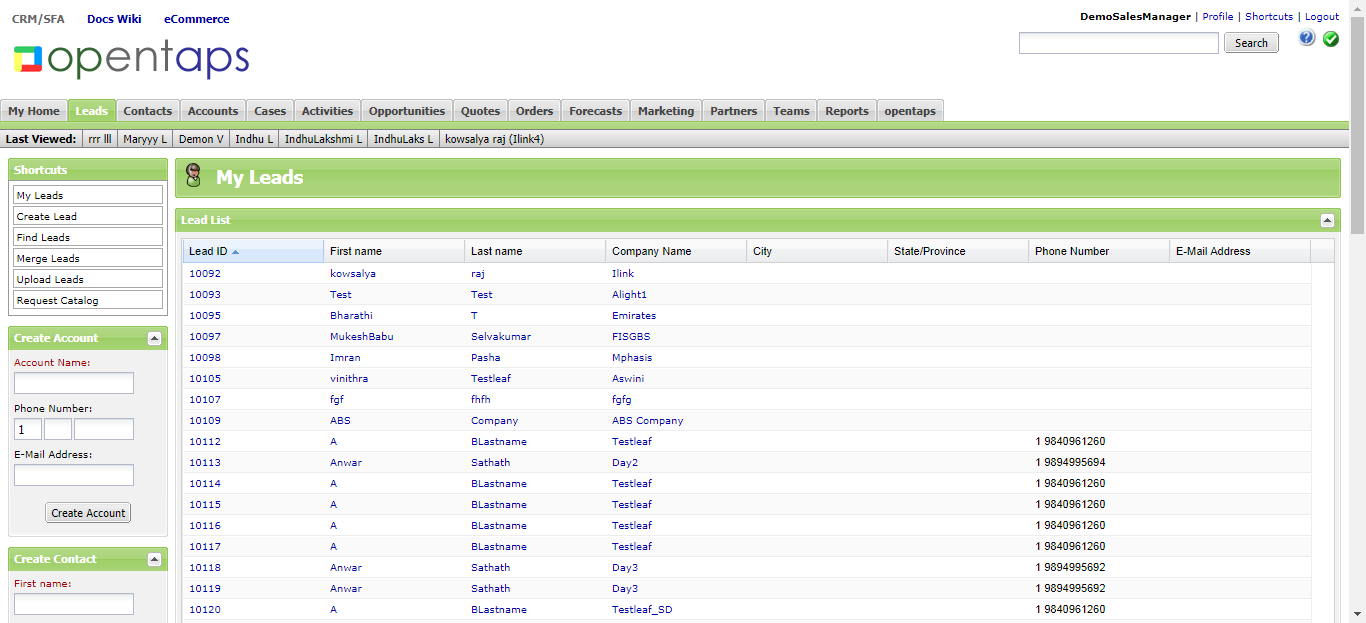 CRM/SFA Docs Wiki eCommerce
DemoSalesManager | Profile | Shortcuts | Logout
opentaps
Search
My Home Leads Contacts Accounts Cases Activities Opportunities Quotes Orders Forecasts Marketing Partners Teams Reports opentaps
Last Viewed: rrr lll Maryyy L Demon V Indhu L IndhuLakshmi L IndhuLaks L kowsalya raj (Ilink4)
Shortcuts
My Leads
Create Lead
Find Leads
Merge Leads
Upload Leads
Request Catalog
Create Account
Account Name:
Phone Number:
1
E-Mail Address:
Create Account
Create Contact
First name:
My Leads
Lead List
Lead ID First name Last name Company Name City State/Province Phone Number E-Mail Address
10092 kowsalya raj Ilink
10093 Test Test Alight1
10095 Bharathi T Emirates
10097 MukeshBabu Selvakumar FISGBS
10098 Imran Pasha Mphasis
10105 vinithra Testleaf Aswini
10107 fgf fhfh fgfg
10109 ABS Company ABS Company
10112 A BLastname Testleaf 1 9840961260
10113 Anwar Sathath Day2 1 9894995694
10114 A BLastname Testleaf 1 9840961260
10115 A BLastname Testleaf 1 9840961260
10116 A BLastname Testleaf 1 9840961260
10117 A BLastname Testleaf 1 9840961260
10118 Anwar Sathath Day3 1 9894995692
10119 Anwar Sathath Day3 1 9894995692
10120 A BLastname Testleaf_SD 1 9840961260